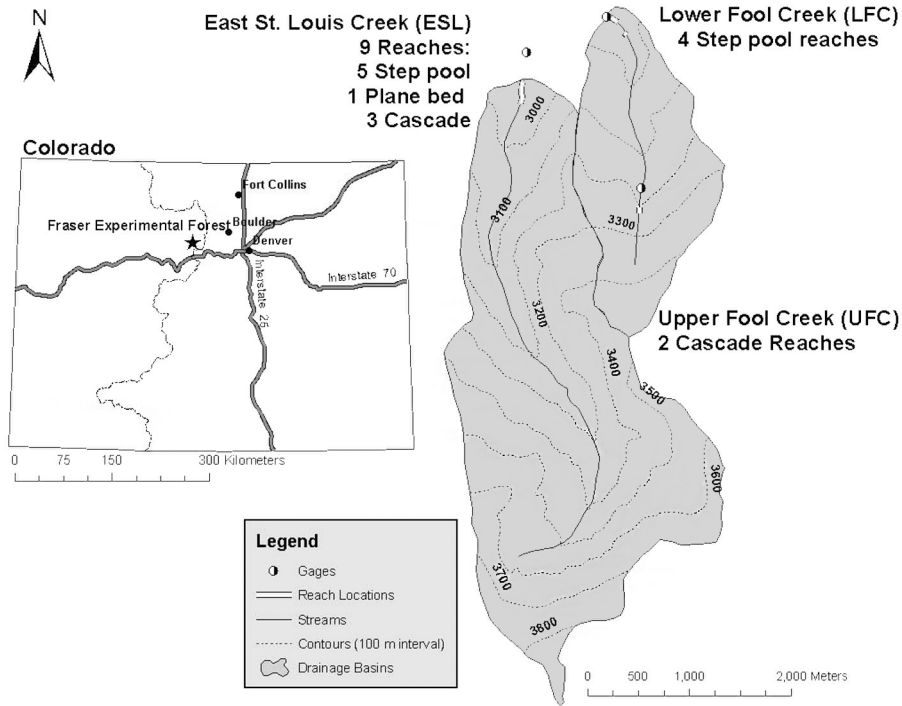 N
East St. Louis Creek (ESL)
9 Reaches:
5 Step pool
1 Plane bed
3 Cascade
Lower Fool Creek (LFC)
4 Step pool reaches
Colorado
Fort Collins
Fraser Experimental Forest
Boulder
Denver
Interstate 70
Interstate 25
0 75 150 300 Kilometers
3000
3100
3300
3200
Upper Fool Creek (UFC)
2 Cascade Reaches
3400
3500
3600
3700
3800
Legend
Gages
Reach Locations
Streams
Contours (100 m interval)
Drainage Basins
0 500 1,000 2,000 Meters